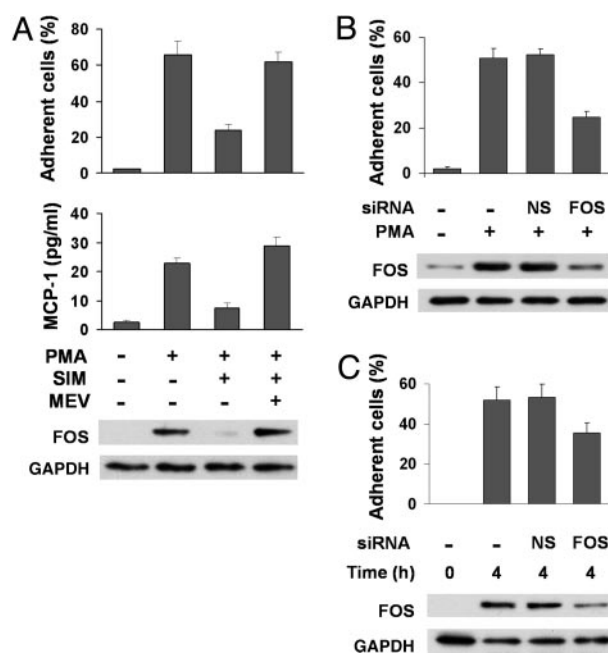 A
Adherent cells (%)
80
60
40
20
0
MCP-1 (pg/ml)
40
30
20
10
0
PMA - + + +
SIM - - + +
MEV - - - +
FOS
GAPDH
B
Adherent cells (%)
60
40
20
0
siRNA - - NS FOS
PMA - + + +
FOS
GAPDH
C
Adherent cells (%)
60
40
20
0
siRNA - - NS FOS
Time (h) 0 4 4 4
FOS
GAPDH